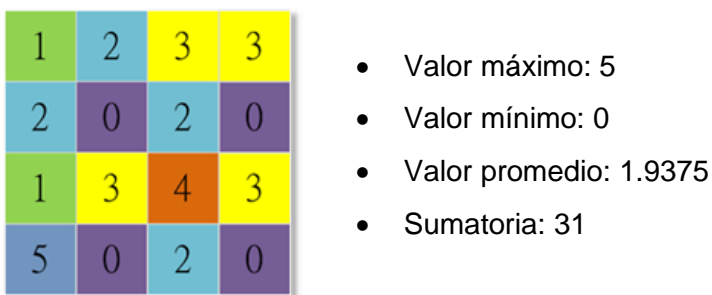 1 2 3 3
2 0 2 0
1 3 4 3
5 0 2 0
• Valor máximo: 5
• Valor mínimo: 0
• Valor promedio: 1.9375
• Sumatoria: 31